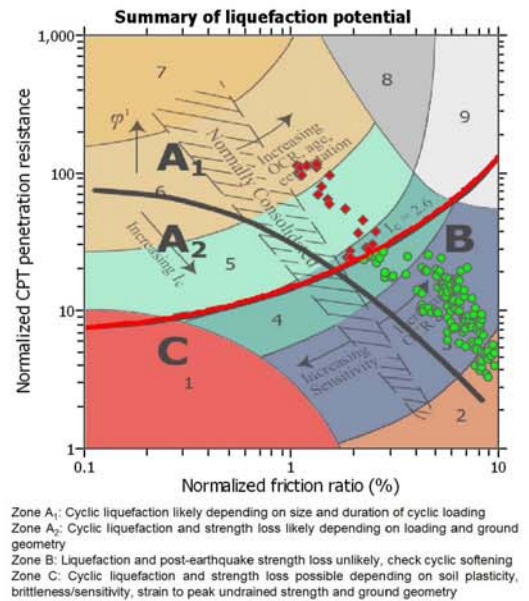 Summary of liquefaction potential
1,000
100
10
1
0.1
1
10
Normalized CPT penetration resistance
Normalized friction ratio (%)
7
8
9
φ'
A1
6
A2
5
4
B
C
1
2
Normally Consolidated
Increasing
OCR, age,
Increasing Ic
Ic = 2.6
Increasing
Sensitivity
OCR
Zone A1: Cyclic liquefaction likely depending on size and duration of cyclic loading
Zone A2: Cyclic liquefaction and strength loss likely depending on loading and ground
geometry
Zone B: Liquefaction and post-earthquake strength loss unlikely, check cyclic softening
Zone C: Cyclic liquefaction and strength loss possible depending on soil plasticity,
brittleness/sensitivity, strain to peak undrained strength and ground geometry